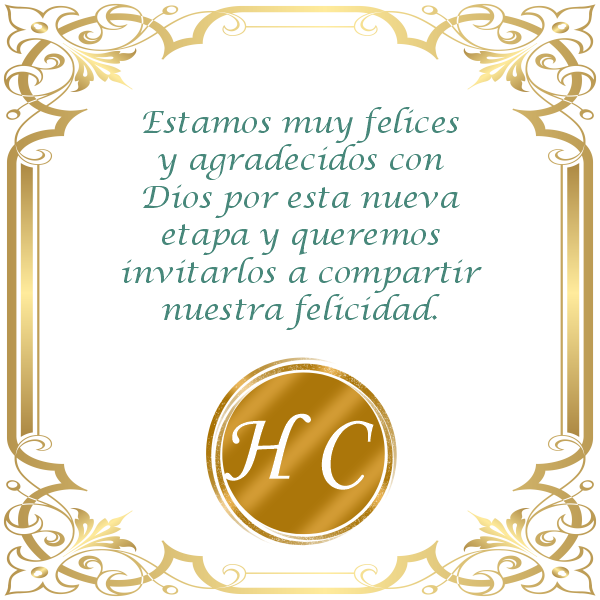 Estamos muy felices
y agradecidos con
Dios por esta nueva
etapa y queremos
invitarlos a compartir
nuestra felicidad.
H C